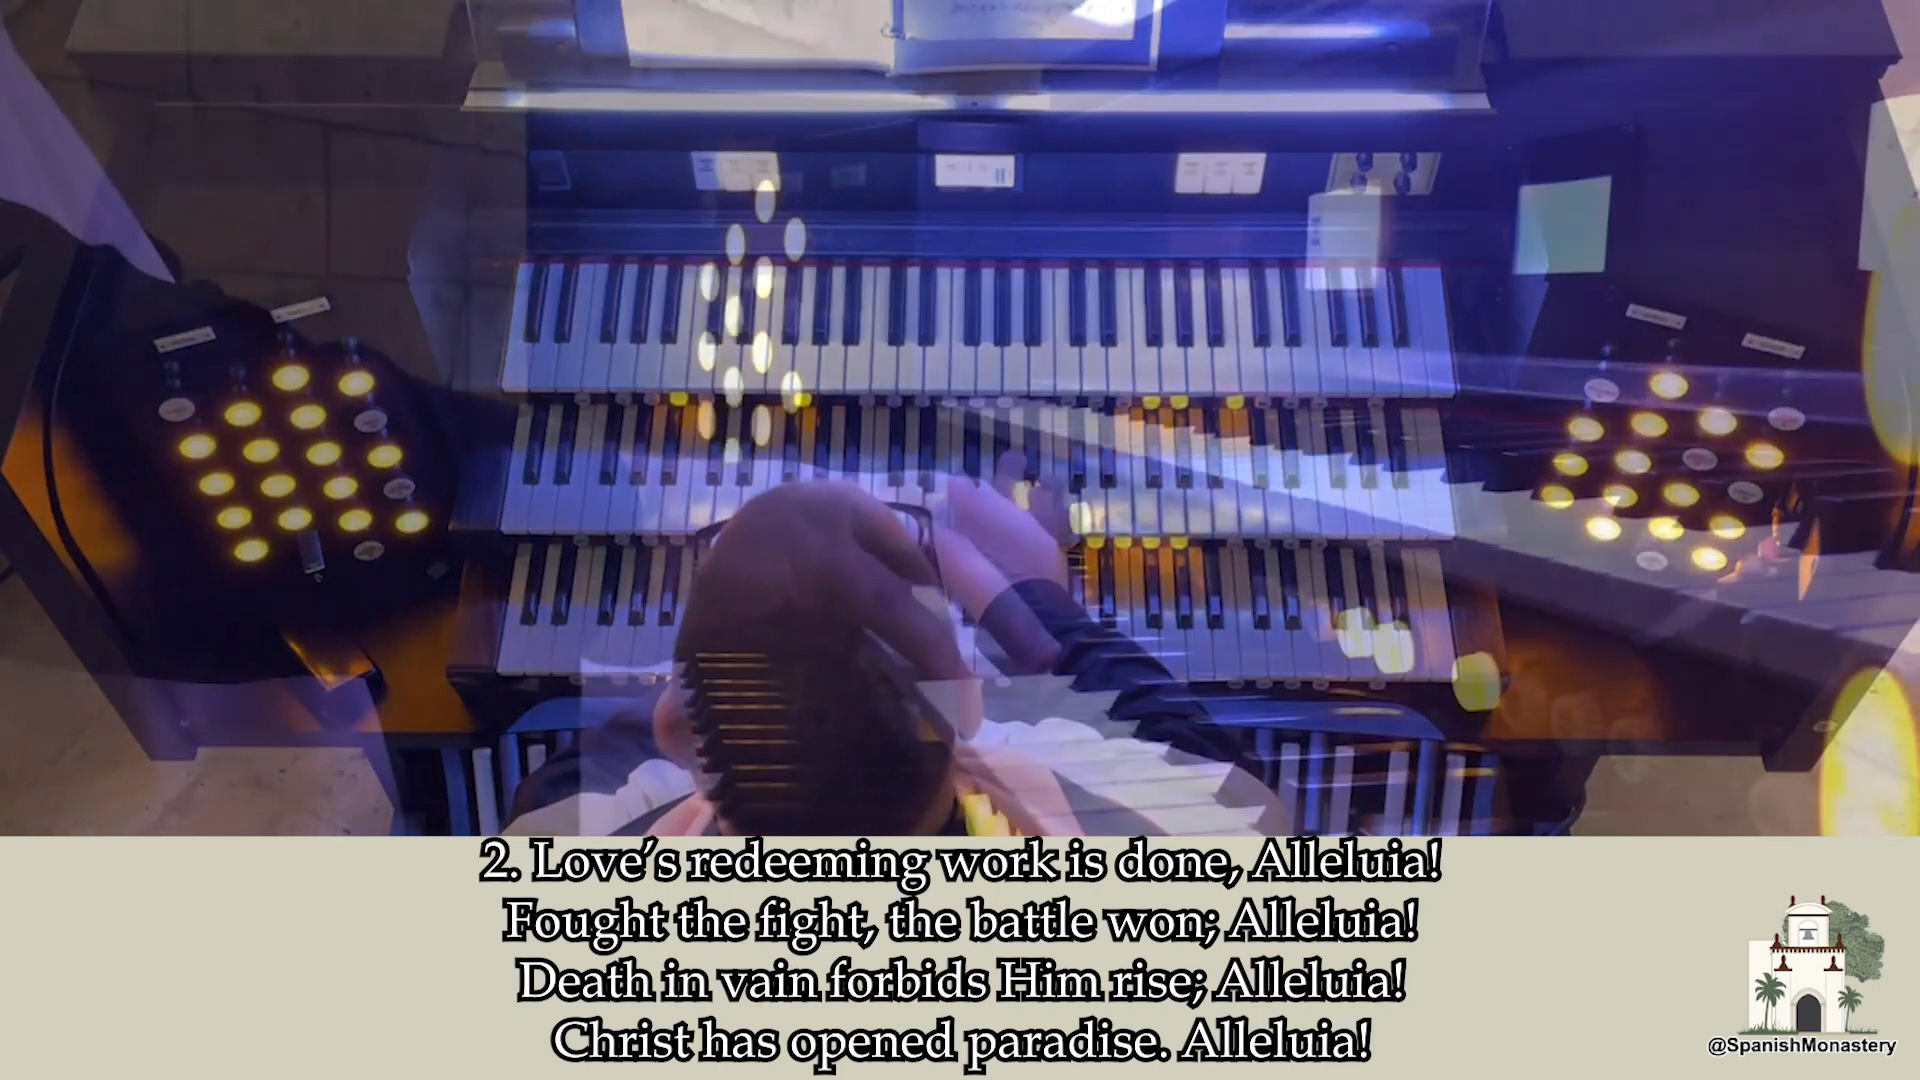 2. Love's redeeming work is done, Alleluia!
Fought the fight, the battle won; Alleluia!
Death in vain forbids Him rise; Alleluia!
Christ has opened paradise. Alleluia!
@SpanishMonastery